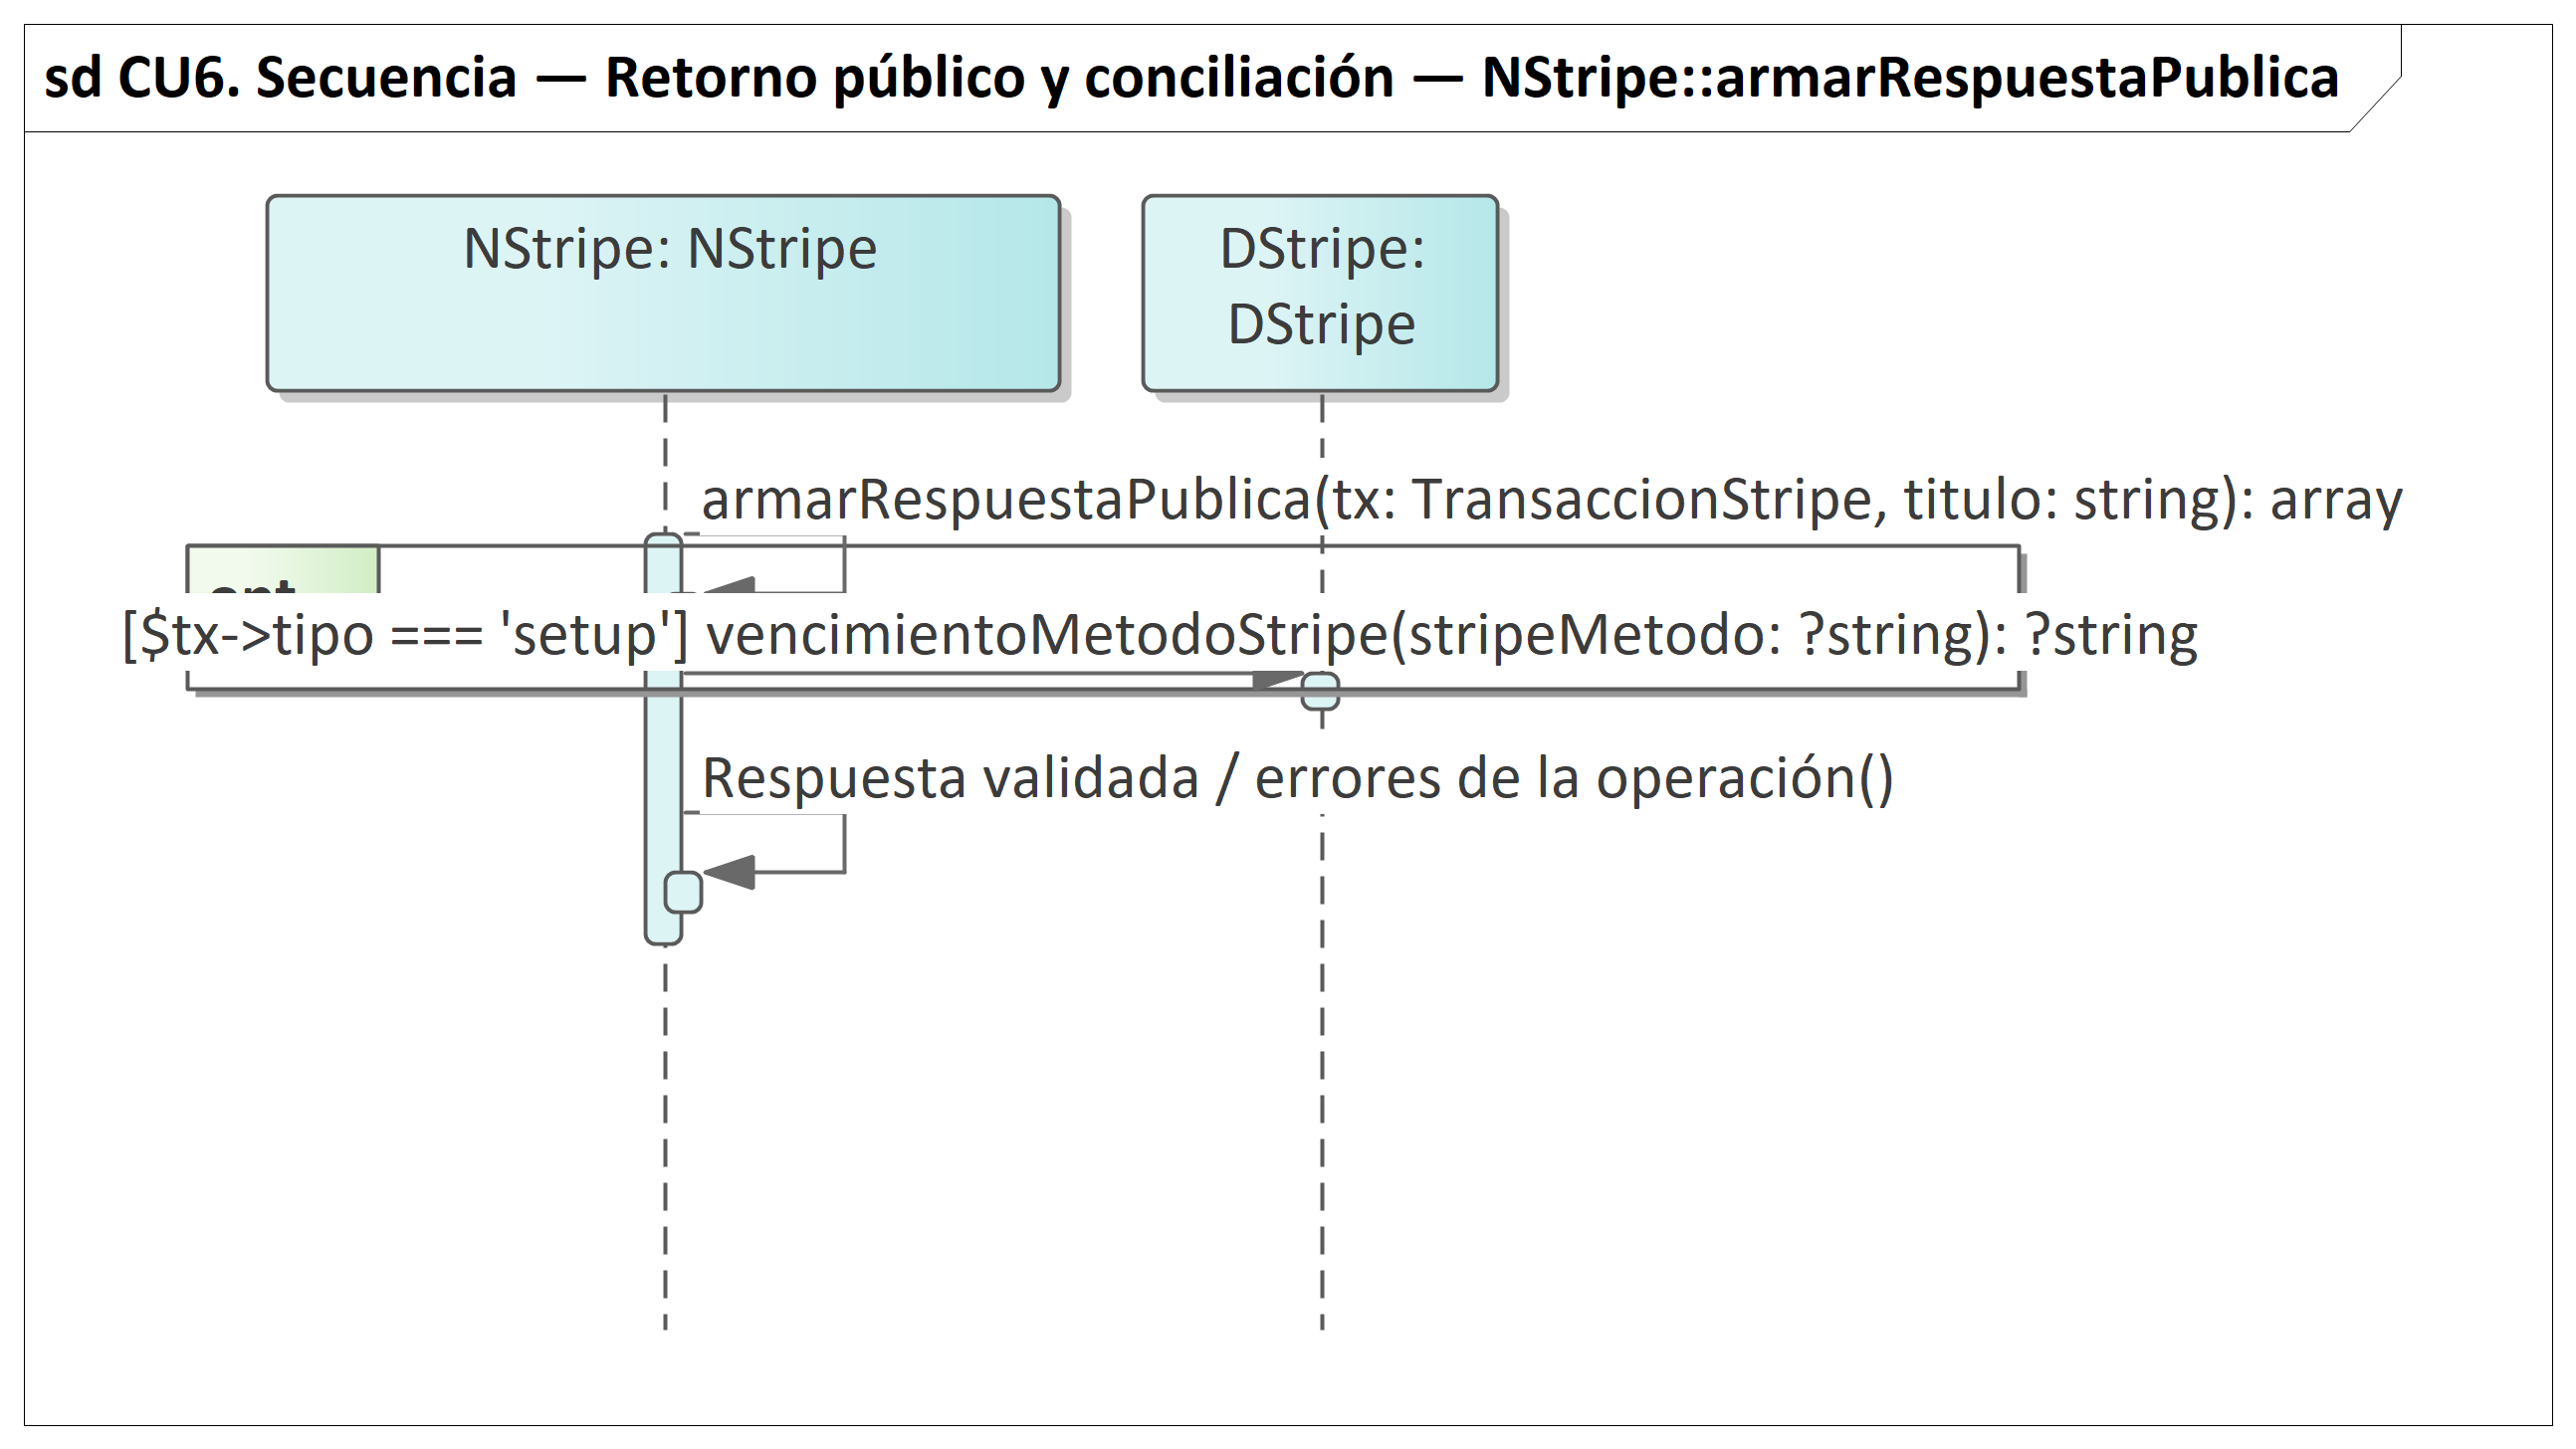 sd CU6. Secuencia — Retorno público y conciliación — NStripe::armarRespuestaPublica
NStripe: NStripe
DStripe:
DStripe
armarRespuestaPublica(tx: TransaccionStripe, titulo: string): array
opt
[$tx->tipo === 'setup'] vencimientoMetodoStripe(stripeMetodo: ?string): ?string
Respuesta validada / errores de la operación()